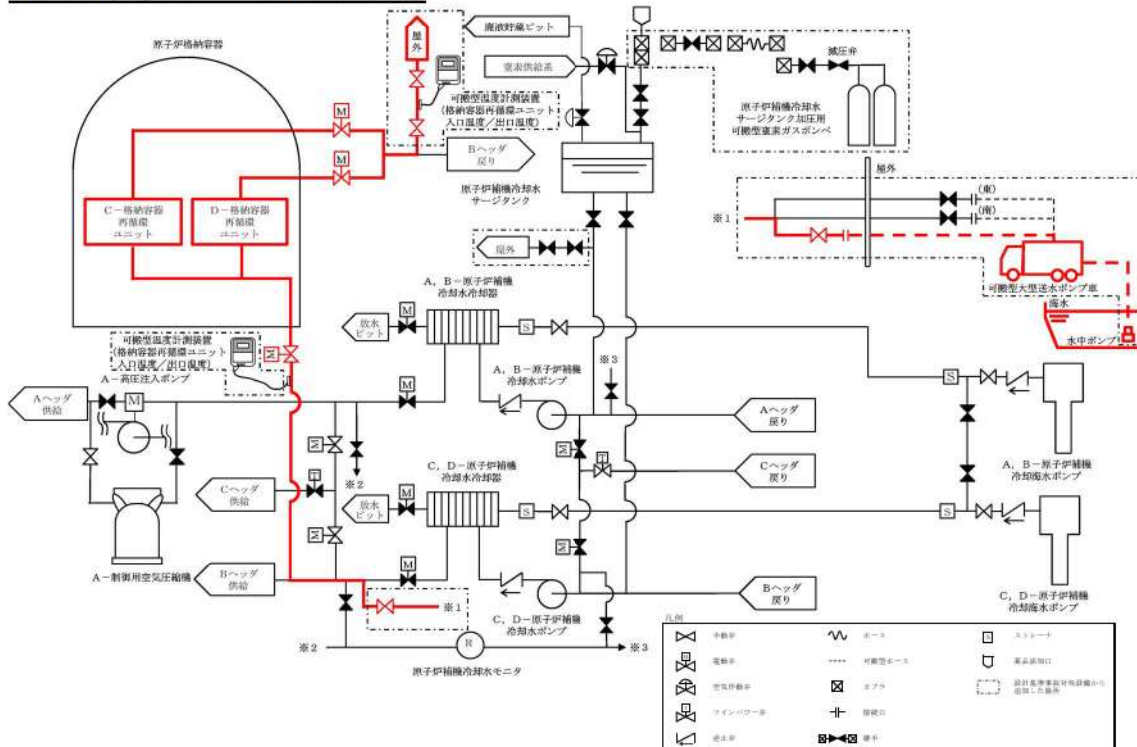 原子炉格納容器
屋外
廃液貯蔵ピット
窒素供給系
可搬型温度計測装置
(格納容器再循環ユニット
入口温度/出口温度)
Bヘッダ
戻り
減圧弁
原子炉補機冷却水
サージタンク加圧用
可搬型窒素ガスボンベ
原子炉補機冷却水
サージタンク
屋外
※1
(東)
(南)
可搬型大型送水ポンプ車
海水
水中ポンプ
M
M
C-格納容器
再循環
ユニット
D-格納容器
再循環
ユニット
屋外
A, B-原子炉補機
冷却水冷却器
放水
ピット
M
S
可搬型温度計測装置
(格納容器再循環ユニット
入口温度/出口温度)
M
A-高圧注入ポンプ
Aヘッダ
供給
M
M
A, B-原子炉補機
冷却水ポンプ
※3
Aヘッダ
戻り
S
A, B-原子炉補機
冷却海水ポンプ
M
※2
M
T
Cヘッダ
戻り
C, D-原子炉補機
冷却水冷却器
Cヘッダ
供給
T
放水
ピット
M
S
S
M
M
A-制御用空気圧縮機
Bヘッダ
供給
M
C, D-原子炉補機
冷却水ポンプ
Bヘッダ
戻り
C, D-原子炉補機
冷却海水ポンプ
※1
※2
R
※3
原子炉補機冷却水モニタ
凡例
手動弁
ホース
S
ストレーナ
電動弁
可搬型ホース
薬品添加口
空気作動弁
カプラ
設計基準事故対処設備から
追加した箇所
T
ツインパワー弁
接続口
逆止弁
継手